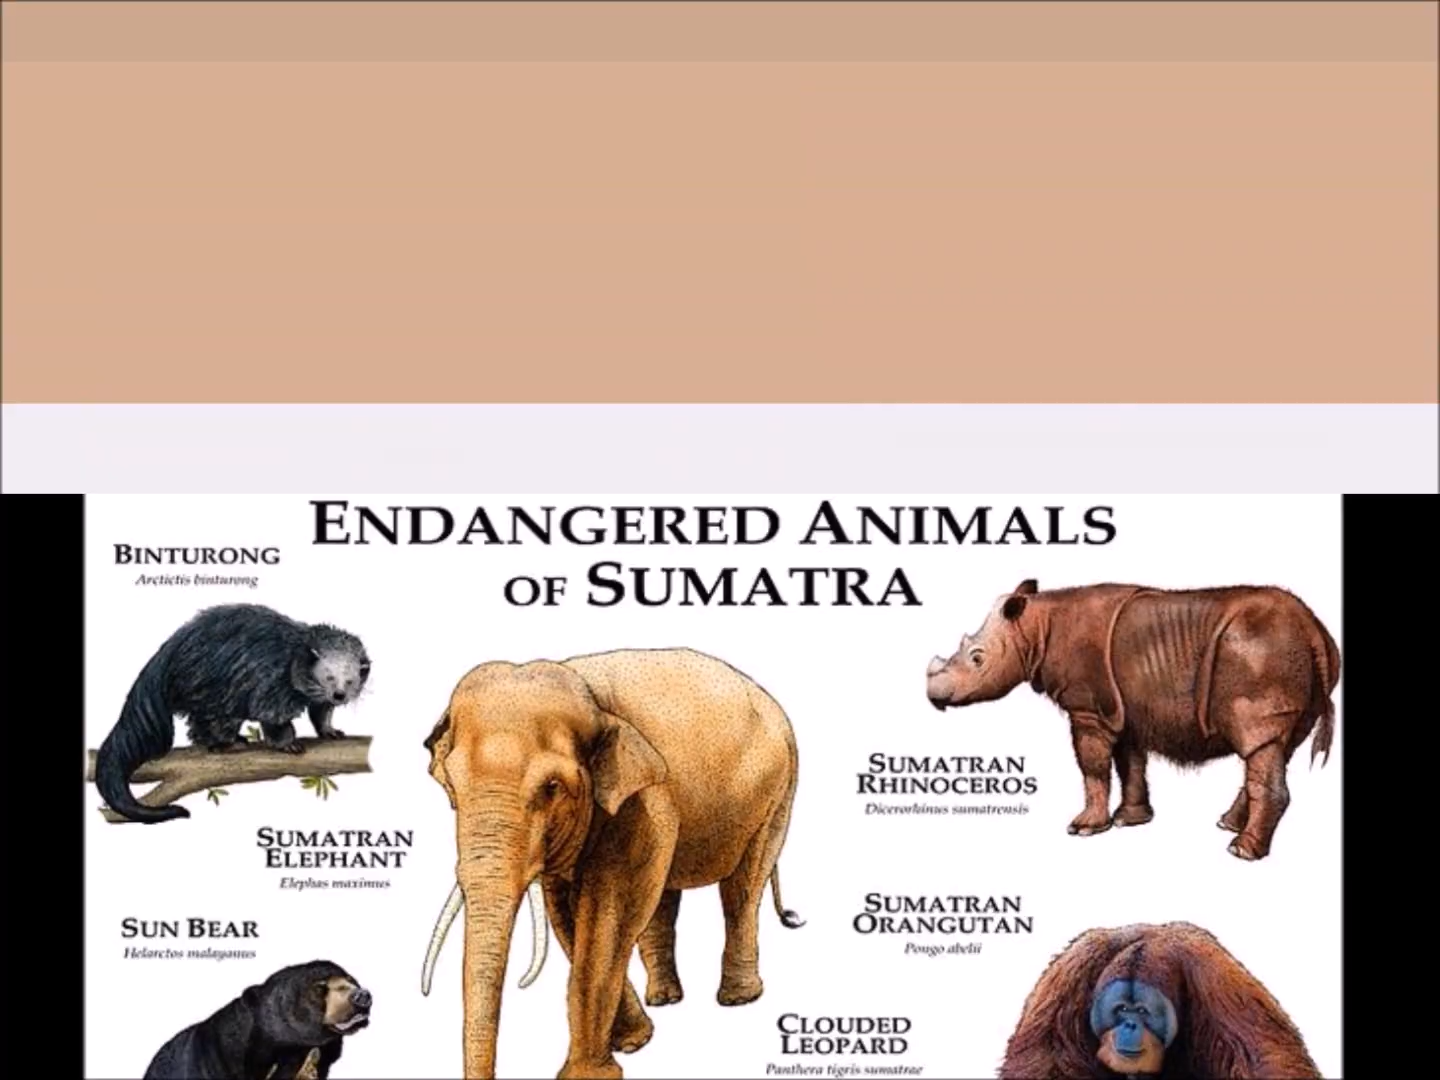 ENDANGERED ANIMALS
OF SUMATRA
BINTURONG
Arctictis binturong
SUMATRAN
RHINOCEROS
Dicerorhinus sumatrensis
SUMATRAN
ELEPHANT
Elephas maximus
SUN BEAR
Helarctos malayanus
SUMATRAN
ORANGUTAN
Pongo abelii
CLOUDED
LEOPARD
Panthera tigris sumatrae